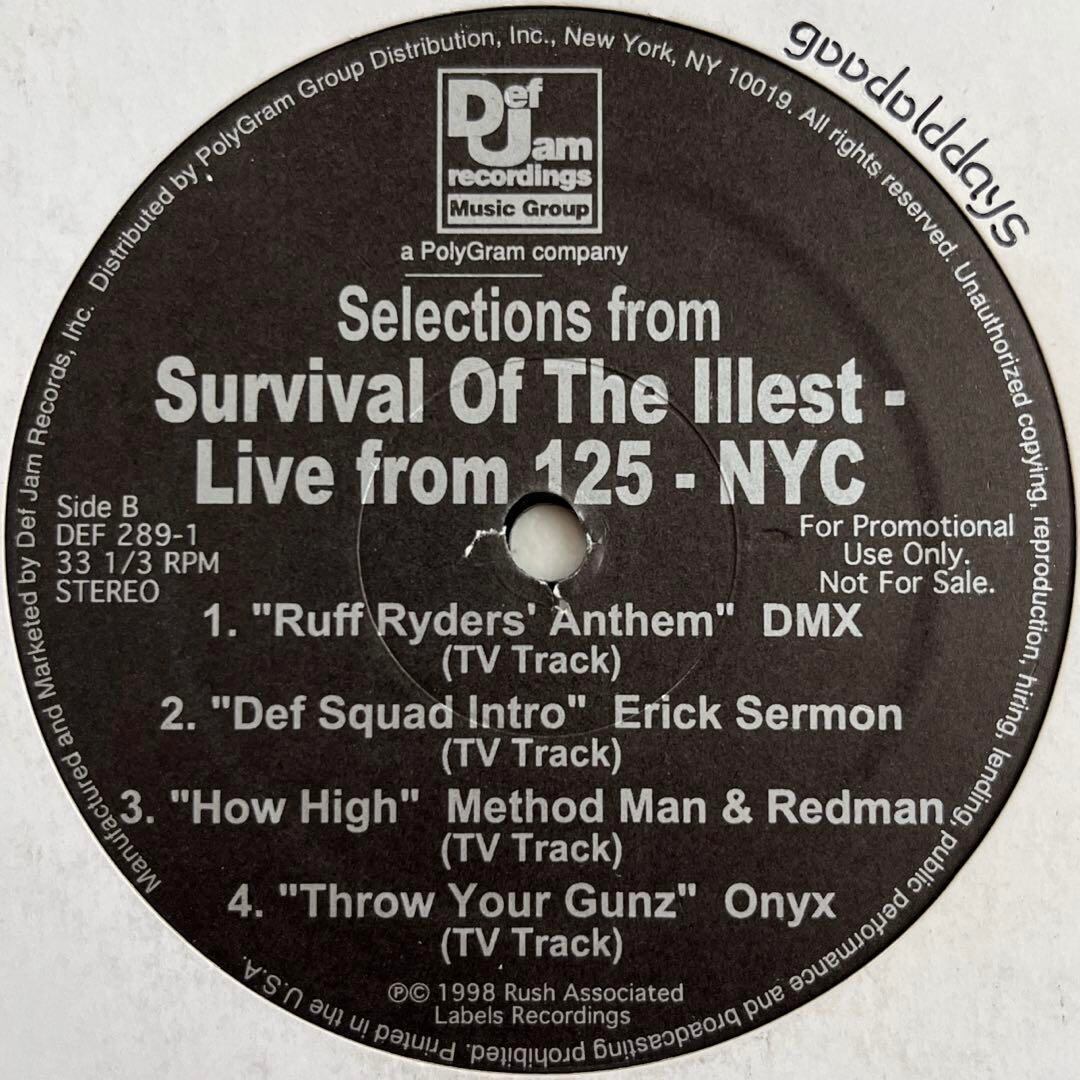 goodolddays
Def
Jam
recordings
Music Group
a PolyGram company
Selections from
Survival Of The Illest -
Live from 125 - NYC
Side B
DEF 289-1
33 1/3 RPM
STEREO
For Promotional
Use Only.
Not For Sale.
1. "Ruff Ryders' Anthem" DMX
(TV Track)
2. "Def Squad Intro" Erick Sermon
(TV Track)
3. "How High" Method Man & Redman
(TV Track)
4. "Throw Your Gunz" Onyx
(TV Track)
℗© 1998 Rush Associated
Labels Recordings
Manufactured and Marketed by Def Jam Records, Inc. Distributed by PolyGram Group Distribution, Inc., New York, NY 10019. All rights reserved. Unauthorized copying, reproduction, hiring, lending, public performance and broadcasting prohibited. Printed in the U.S.A.